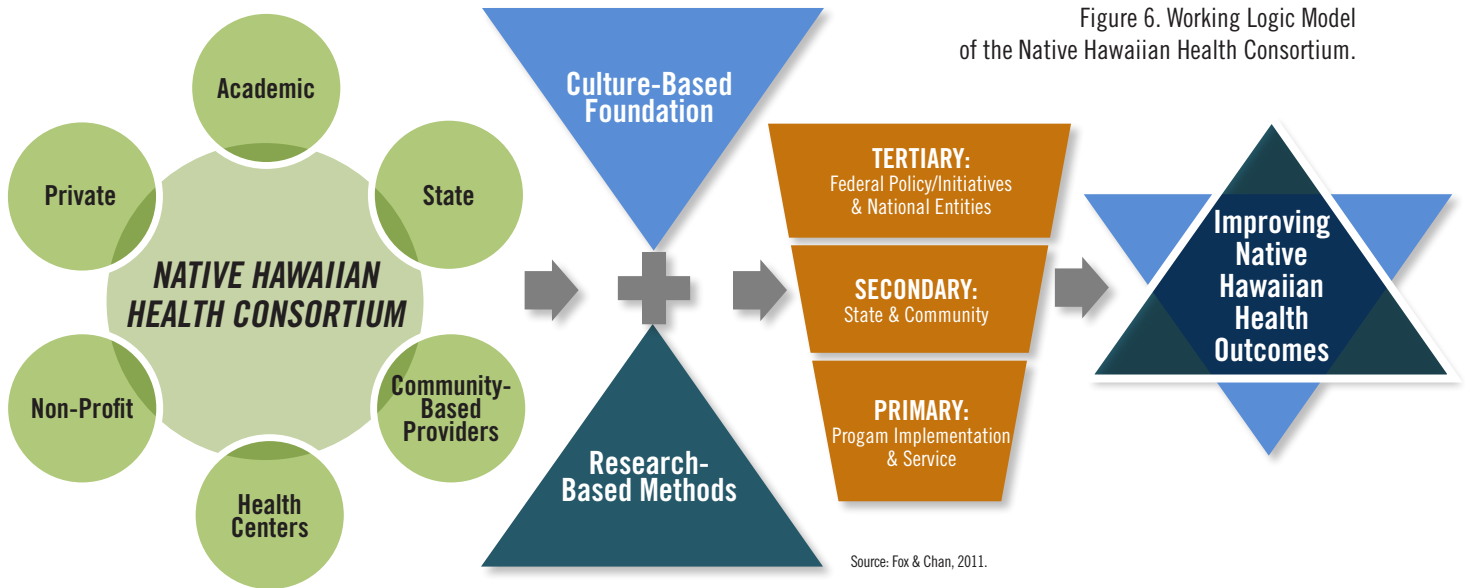 Figure 6. Working Logic Model
of the Native Hawaiian Health Consortium.
Academic
Private
State
NATIVE HAWAIIAN
HEALTH CONSORTIUM
Non-Profit
Community-
Based
Providers
Health
Centers
Culture-Based
Foundation
Research-
Based Methods
TERTIARY:
Federal Policy/Initiatives
& National Entities
SECONDARY:
State & Community
PRIMARY:
Progam Implementation
& Service
Improving
Native
Hawaiian
Health
Outcomes
Source: Fox & Chan, 2011.